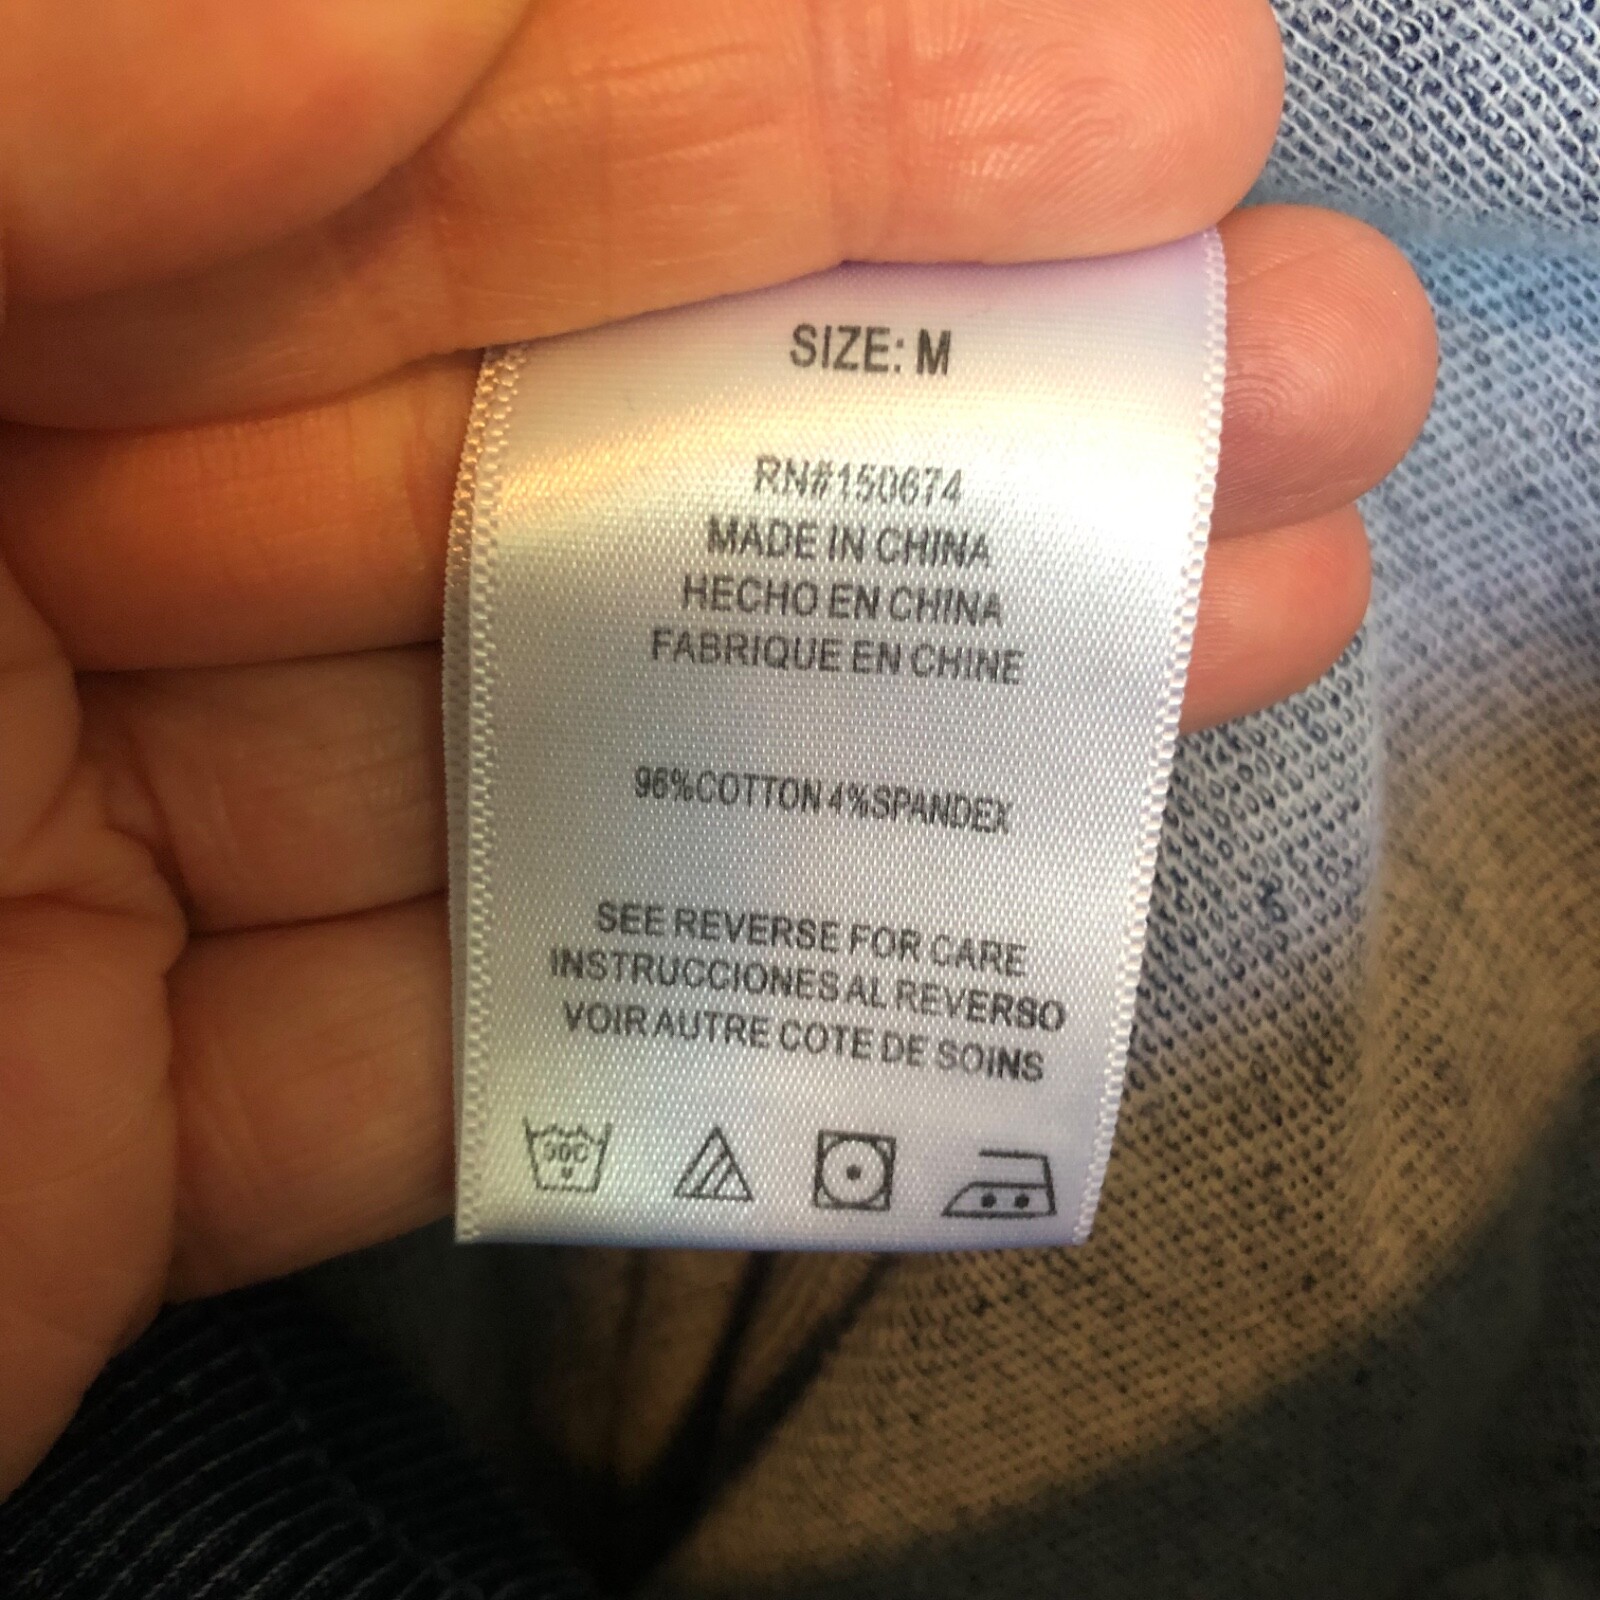 SIZE: M
RN#150674
MADE IN CHINA
HECHO EN CHINA
FABRIQUE EN CHINE
96%COTTON 4%SPANDEX
SEE REVERSE FOR CARE
INSTRUCCIONES AL REVERSO
VOIR AUTRE COTE DE SOINS
30C